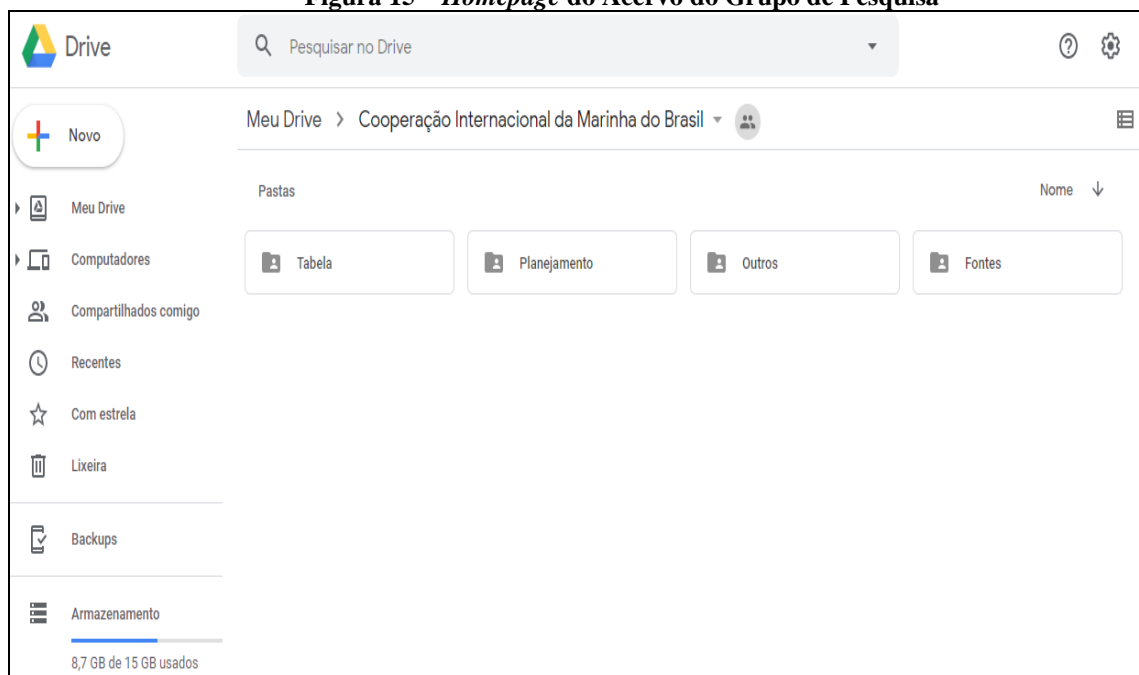 Figura 15 - Homepage do Acervo do Grupo de Pesquisa
Drive
Pesquisar no Drive
Novo
Meu Drive > Cooperação Internacional da Marinha do Brasil
Pastas
Nome
Meu Drive
Computadores
Compartilhados comigo
Recentes
Com estrela
Lixeira
Backups
Armazenamento
8,7 GB de 15 GB usados
Tabela
Planejamento
Outros
Fontes